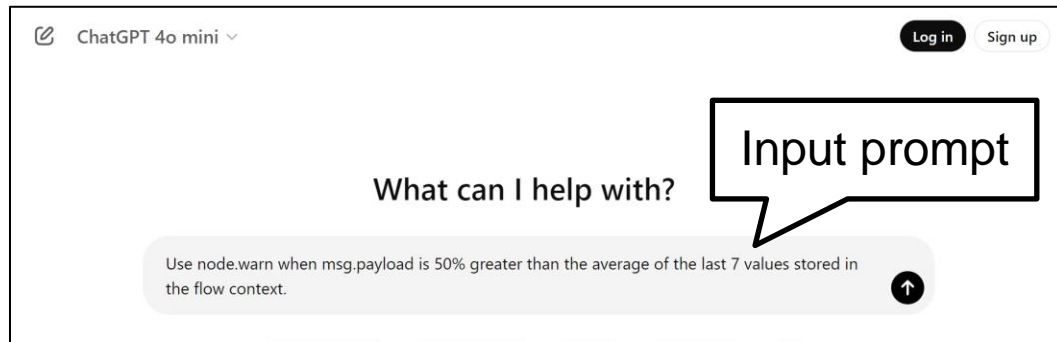 ChatGPT 4o mini
Log in
Sign up
Input prompt
What can I help with?
Use node.warn when msg.payload is 50% greater than the average of the last 7 values stored in
the flow context.